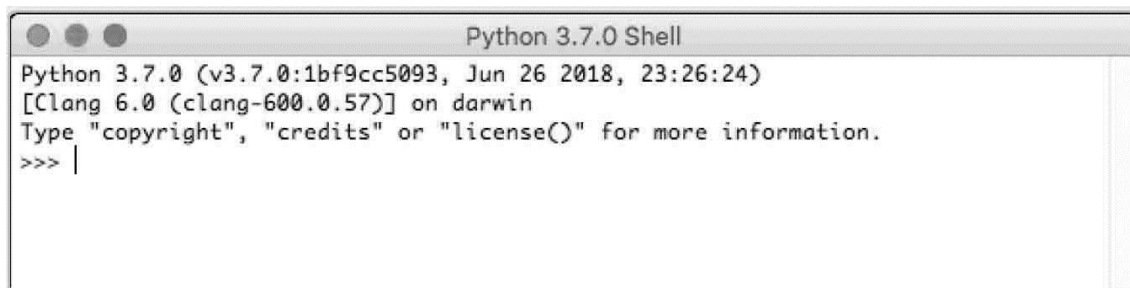 Python 3.7.0 Shell
Python 3.7.0 (v3.7.0:1bf9cc5093, Jun 26 2018, 23:26:24)
[Clang 6.0 (clang-600.0.57)] on darwin
Type "copyright", "credits" or "license()" for more information.
>>>